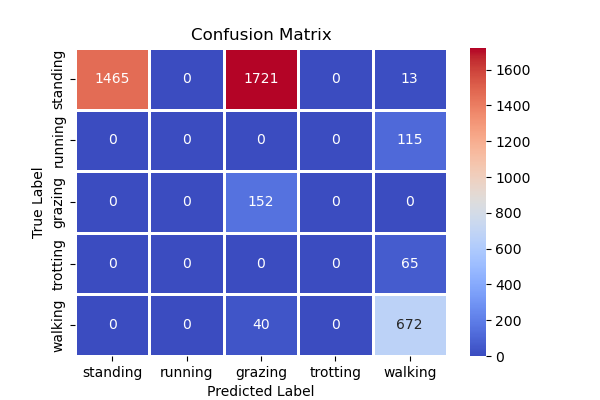 Confusion Matrix
True Label
standing 1465 0 1721 0 13
running 0 0 0 0 115
grazing 0 0 152 0 0
trotting 0 0 0 0 65
walking 0 0 40 0 672
standing running grazing trotting walking
Predicted Label
1600
1400
1200
1000
800
600
400
200
0